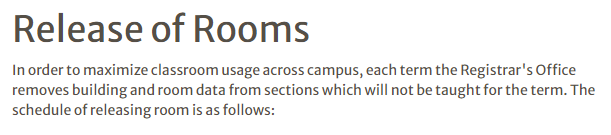 Release of Rooms
In order to maximize classroom usage across campus, each term the Registrar's Office
removes building and room data from sections which will not be taught for the term. The
schedule of releasing room is as follows: